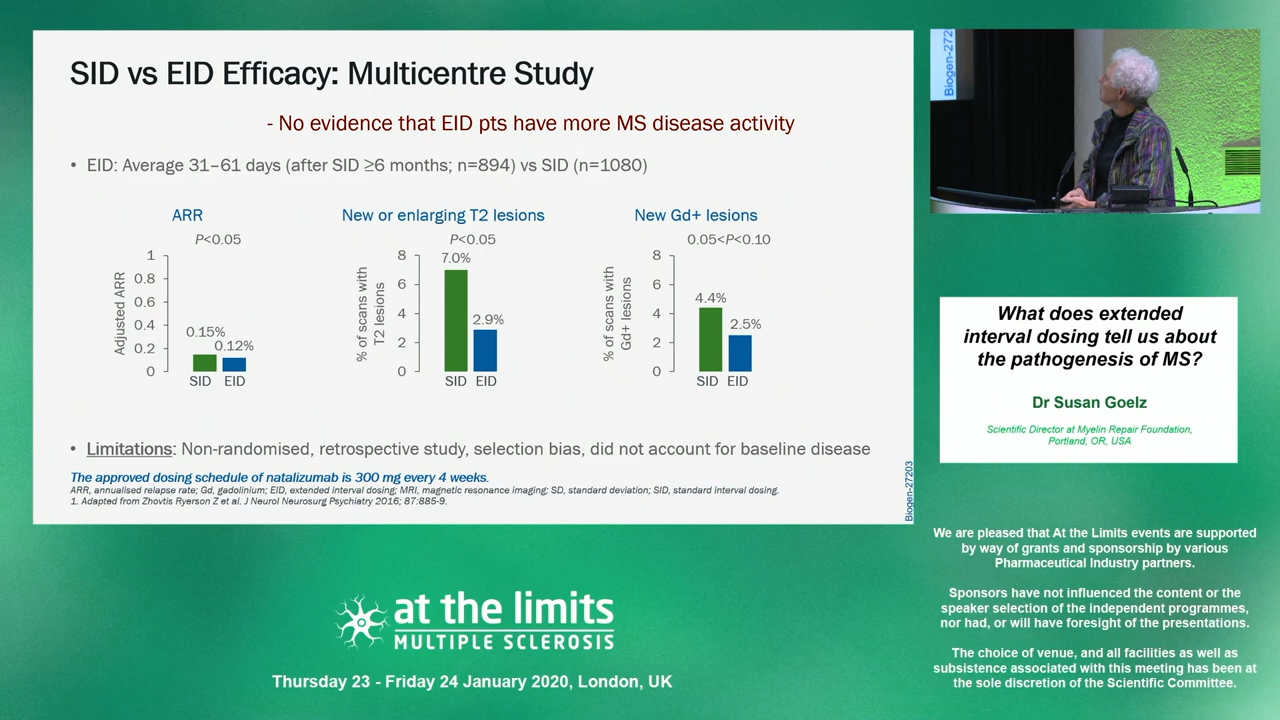 SID vs EID Efficacy: Multicentre Study
- No evidence that EID pts have more MS disease activity
• EID: Average 31–61 days (after SID ≥6 months; n=894) vs SID (n=1080)
ARR
P<0.05
Adjusted ARR
1
0.8
0.6
0.4
0.2
0
0.15%
0.12%
SID EID
New or enlarging T2 lesions
P<0.05
% of scans with
T2 lesions
8
6
4
2
0
7.0%
2.9%
SID EID
New Gd+ lesions
0.05<P<0.10
% of scans with
Gd+ lesions
8
6
4
2
0
4.4%
2.5%
SID EID
• Limitations: Non-randomised, retrospective study, selection bias, did not account for baseline disease
The approved dosing schedule of natalizumab is 300 mg every 4 weeks.
ARR, annualised relapse rate; Gd, gadolinium; EID, extended interval dosing; MRI, magnetic resonance imaging; SD, standard deviation; SID, standard interval dosing.
1. Adapted from Zhovtis Ryerson Z et al. J Neurol Neurosurg Psychiatry 2016; 87:885-9.
Biogen-27203
Biogen-272
What does extended
interval dosing tell us about
the pathogenesis of MS?
Dr Susan Goelz
Scientific Director at Myelin Repair Foundation,
Portland, OR, USA
We are pleased that At the Limits events are supported
by way of grants and sponsorship by various
Pharmaceutical Industry partners.
Sponsors have not influenced the content or the
speaker selection of the independent programmes,
nor had, or will have foresight of the presentations.
The choice of venue, and all facilities as well as
subsistence associated with this meeting has been at
the sole discretion of the Scientific Committee.
at the limits
MULTIPLE SCLEROSIS
Thursday 23 - Friday 24 January 2020, London, UK